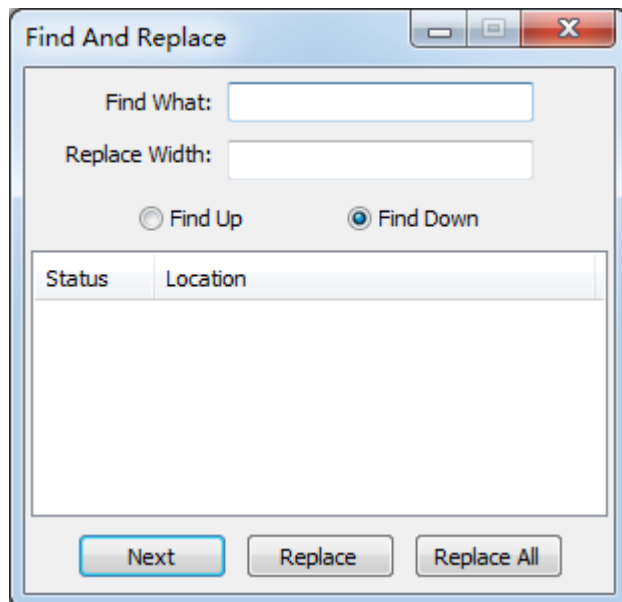 Find And Replace
Find What:
Replace Width:
Find Up Find Down
Status Location
Next Replace Replace All